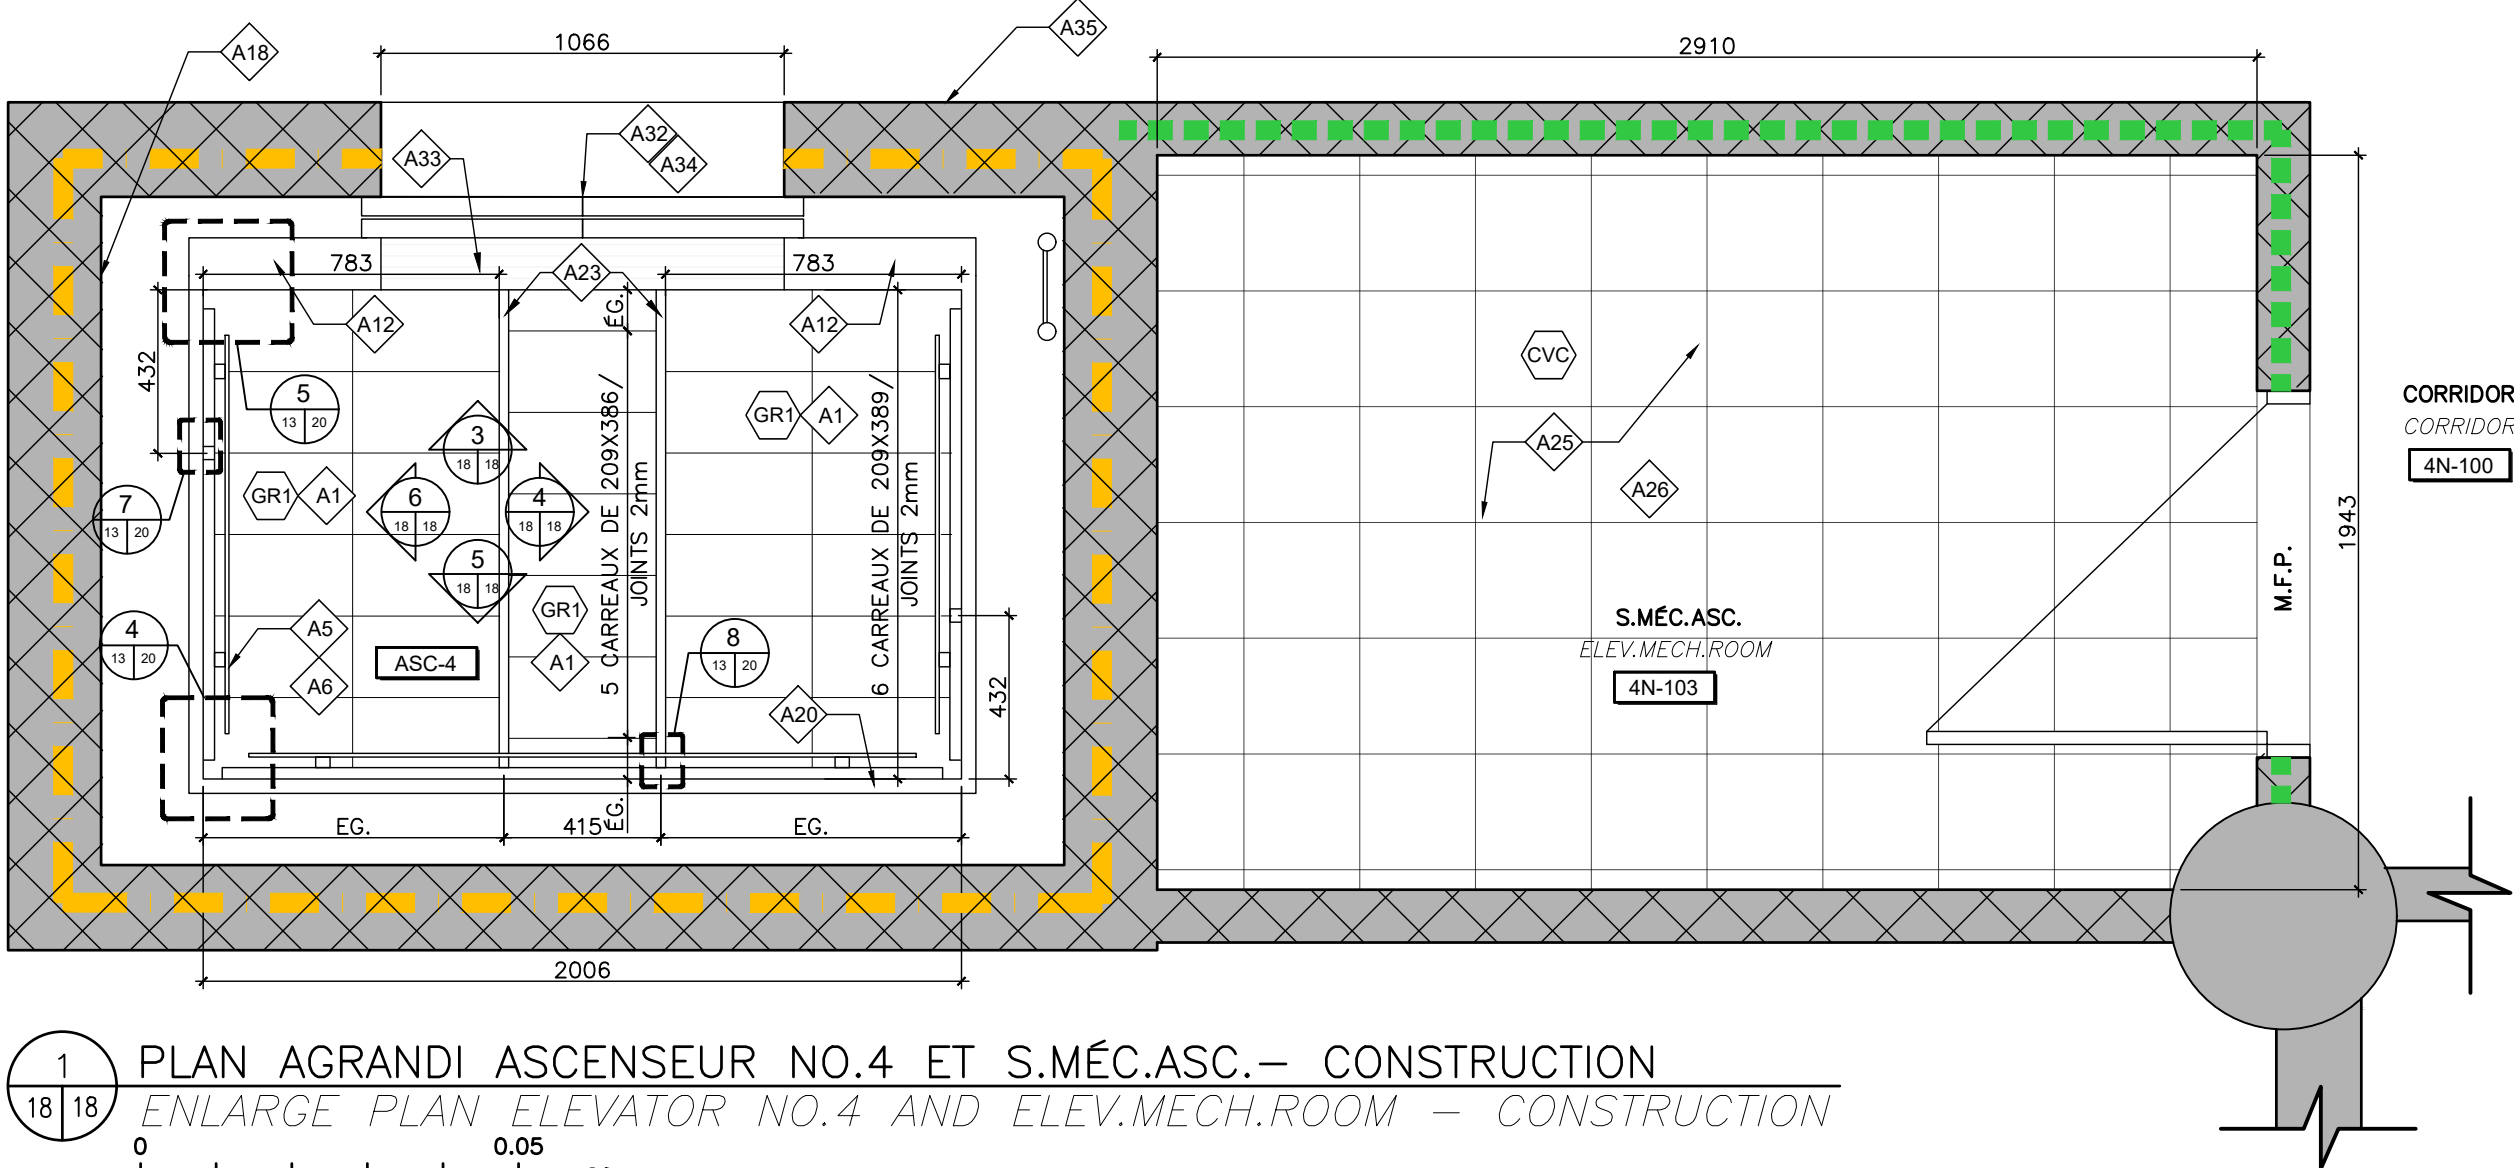 A35
1066
2910
A18
A32
A34
A33
783
A23
783
A12
ÉG.
A12
432
CVC
5
13 20
CORRIDOR
CORRIDOR
4N-100
GR1 A1
3
18 18
A25
A26
GR1 A1
6
18 18
4
18 18
7
13 20
5 CARREAUX DE 209X386/
JOINTS 2mm
6 CARREAUX DE 209X389/
JOINTS 2mm
1943
M.F.P.
5
18 18
GR1
A1
A5
A6
4
13 20
ASC-4
8
13 20
S.MÉC.ASC.
ELEV.MECH.ROOM
4N-103
A20
432
EG.
415
ÉG.
EG.
2006
1
18 18
PLAN AGRANDI ASCENSEUR NO.4 ET S.MÉC.ASC.– CONSTRUCTION
ENLARGE PLAN ELEVATOR NO.4 AND ELEV.MECH.ROOM – CONSTRUCTION
0 0.05